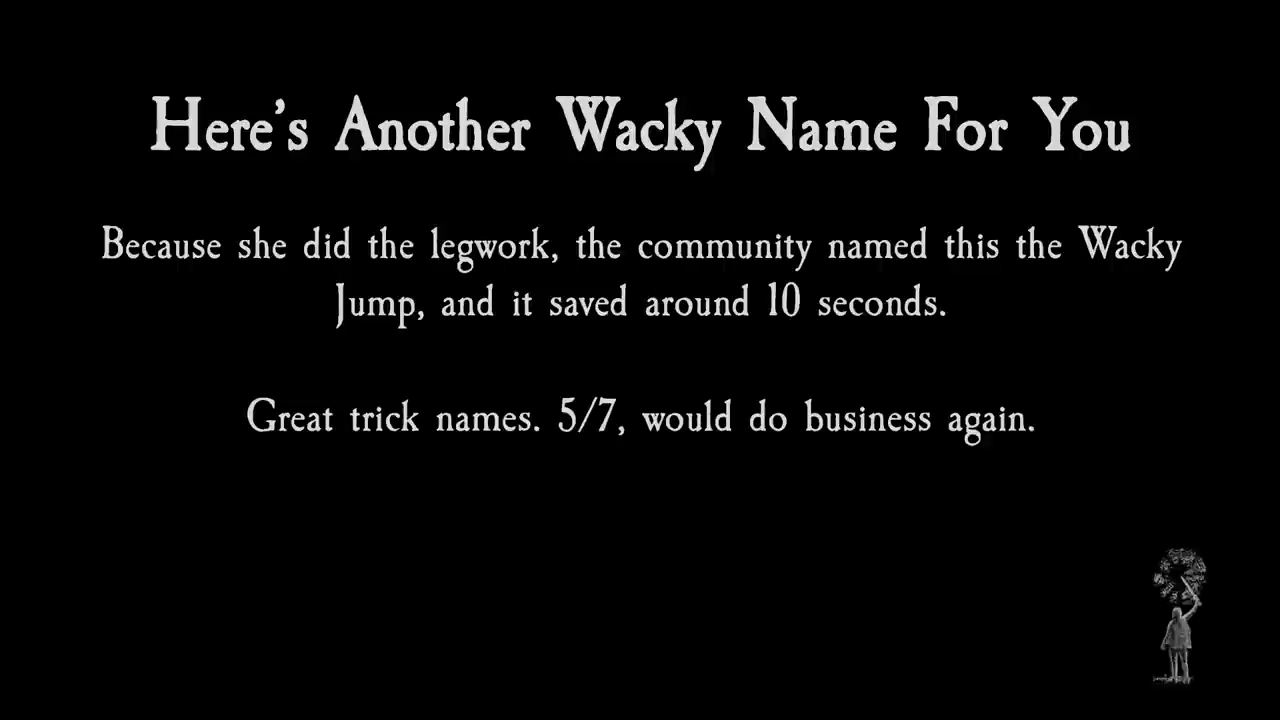 Here's Another Wacky Name For You
Because she did the legwork, the community named this the Wacky
Jump, and it saved around 10 seconds.
Great trick names. 5/7, would do business again.